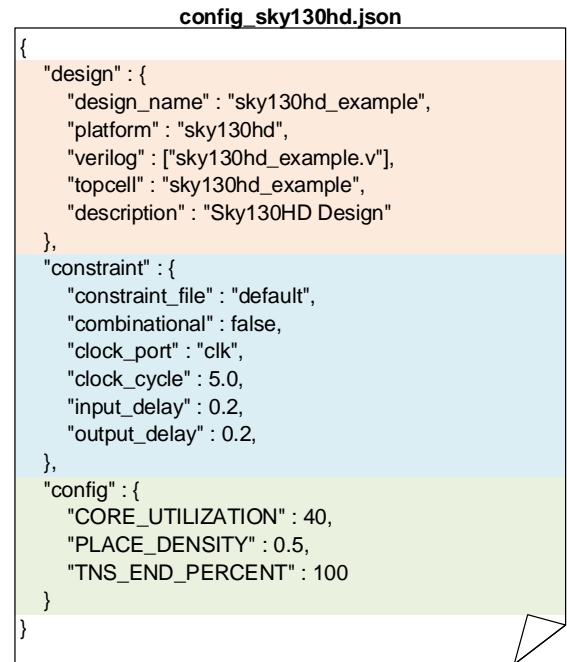 config_sky130hd.json
{
"design" : {
"design_name" : "sky130hd_example",
"platform" : "sky130hd",
"verilog" : ["sky130hd_example.v"],
"topcell" : "sky130hd_example",
"description" : "Sky130HD Design"
},
"constraint" : {
"constraint_file" : "default",
"combinational" : false,
"clock_port" : "clk",
"clock_cycle" : 5.0,
"input_delay" : 0.2,
"output_delay" : 0.2,
},
"config" : {
"CORE_UTILIZATION" : 40,
"PLACE_DENSITY" : 0.5,
"TNS_END_PERCENT" : 100
}
}